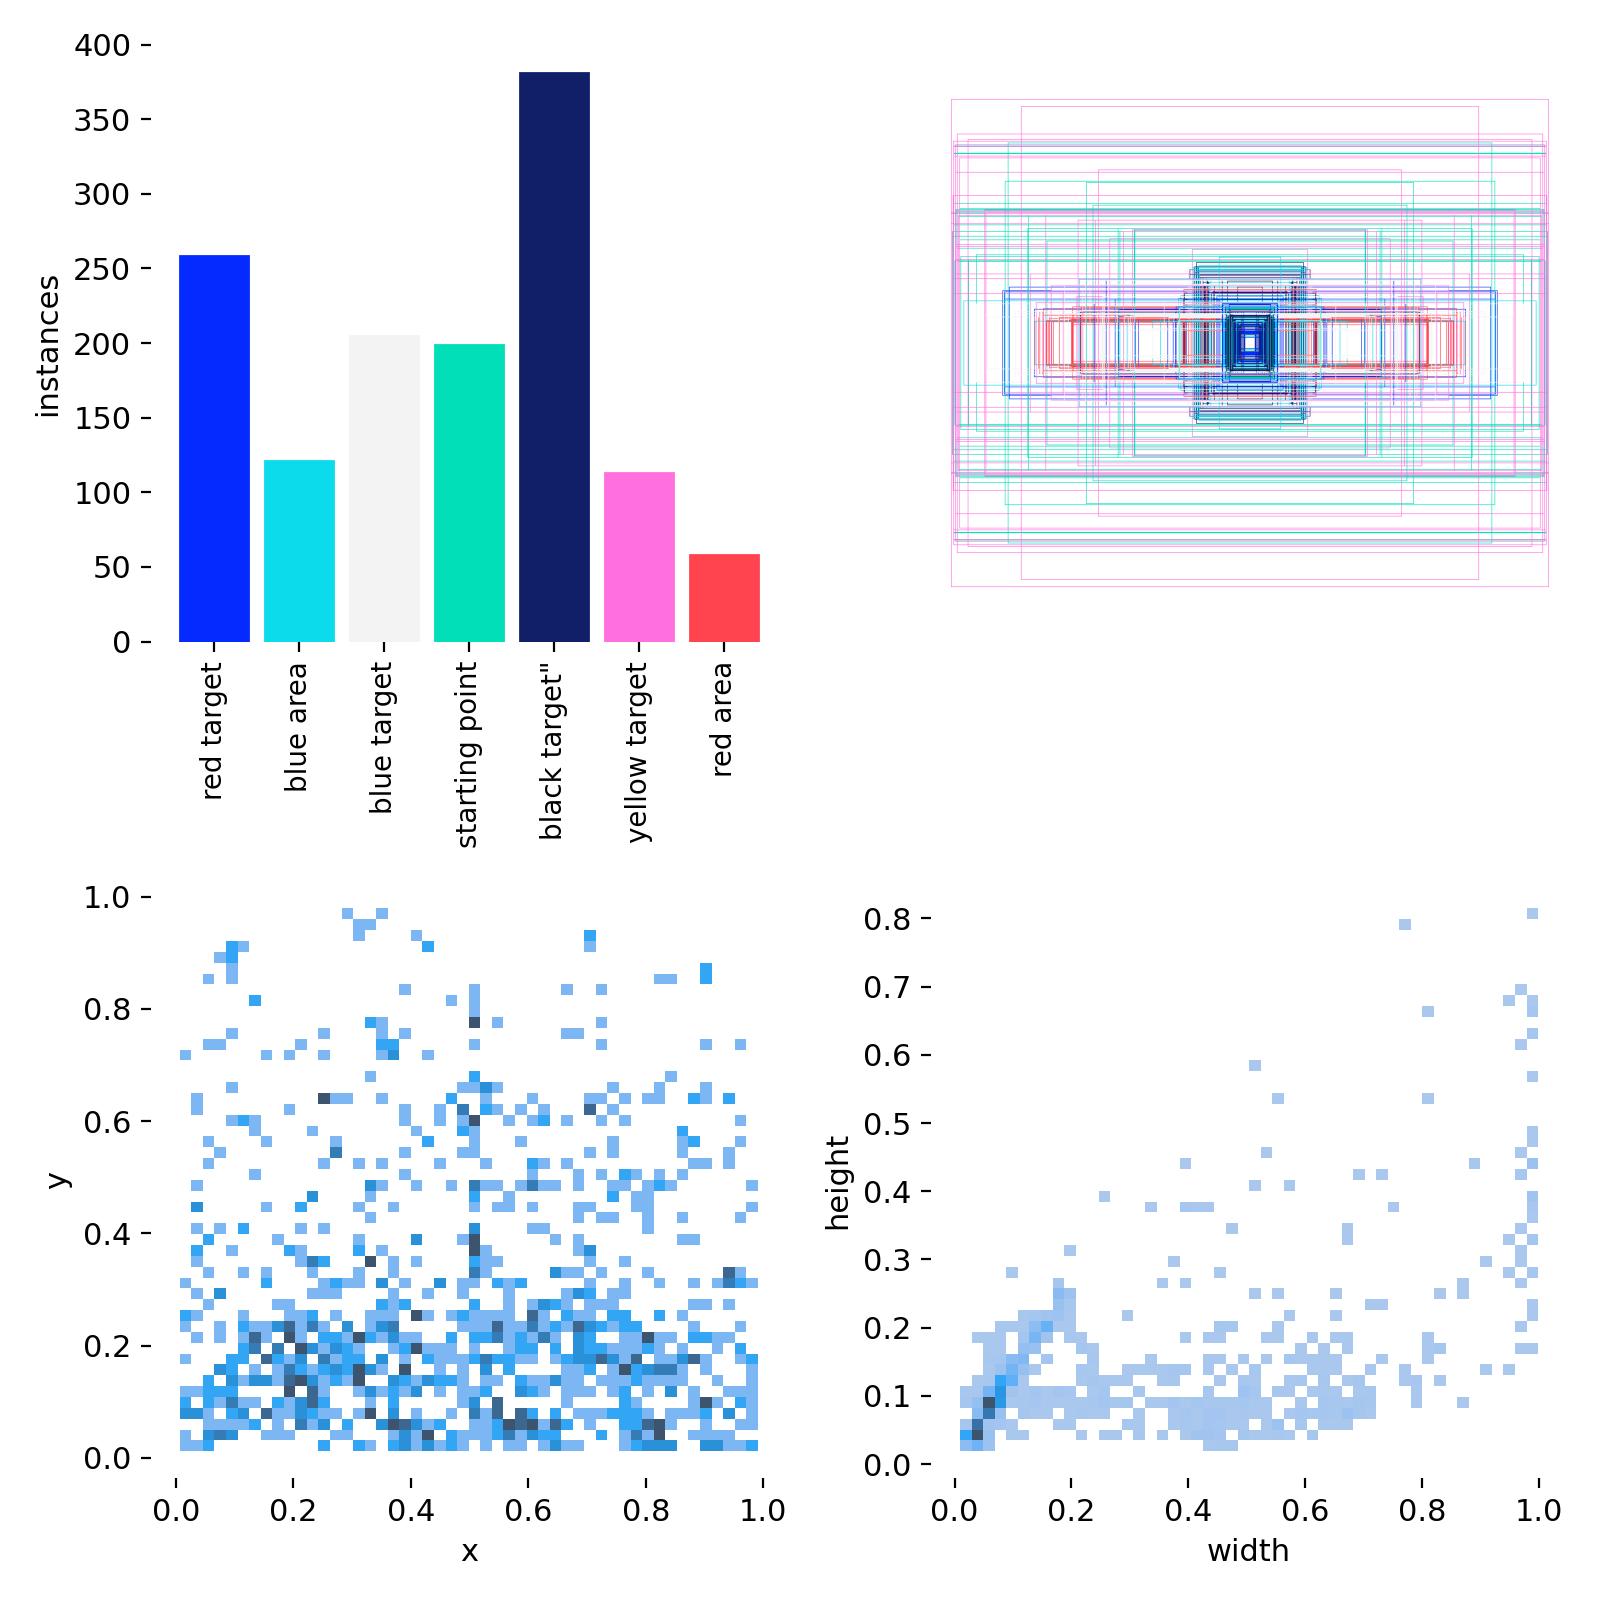 400
350
300
250
200
150
100
50
0
instances
red target
blue area
blue target
starting point
black target"
yellow target
red area
1.0
0.8
0.6
0.4
0.2
0.0
y
0.0 0.2 0.4 0.6 0.8 1.0
x
0.8
0.7
0.6
0.5
0.4
0.3
0.2
0.1
0.0
height
0.0 0.2 0.4 0.6 0.8 1.0
width